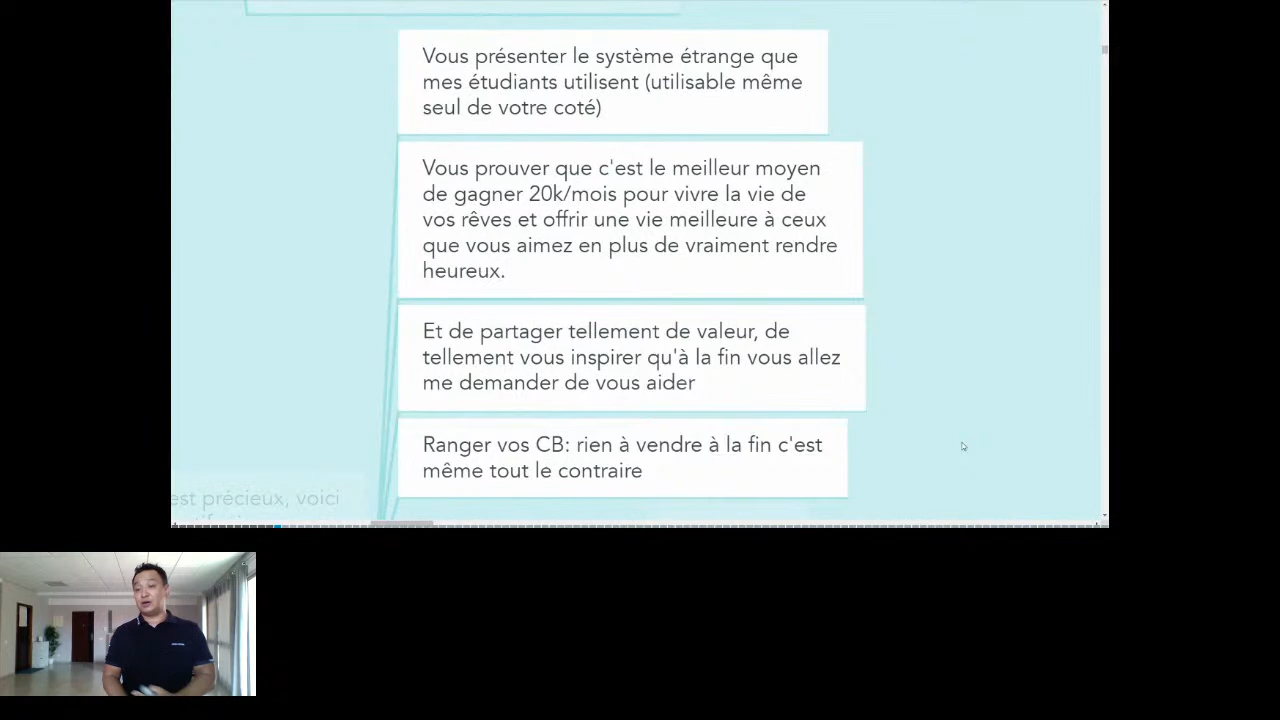 Vous présenter le système étrange que
mes étudiants utilisent (utilisable même
seul de votre coté)
Vous prouver que c'est le meilleur moyen
de gagner 20k/mois pour vivre la vie de
vos rêves et offrir une vie meilleure à ceux
que vous aimez en plus de vraiment rendre
heureux.
Et de partager tellement de valeur, de
tellement vous inspirer qu'à la fin vous allez
me demander de vous aider
Ranger vos CB: rien à vendre à la fin c'est
même tout le contraire
est précieux, voici